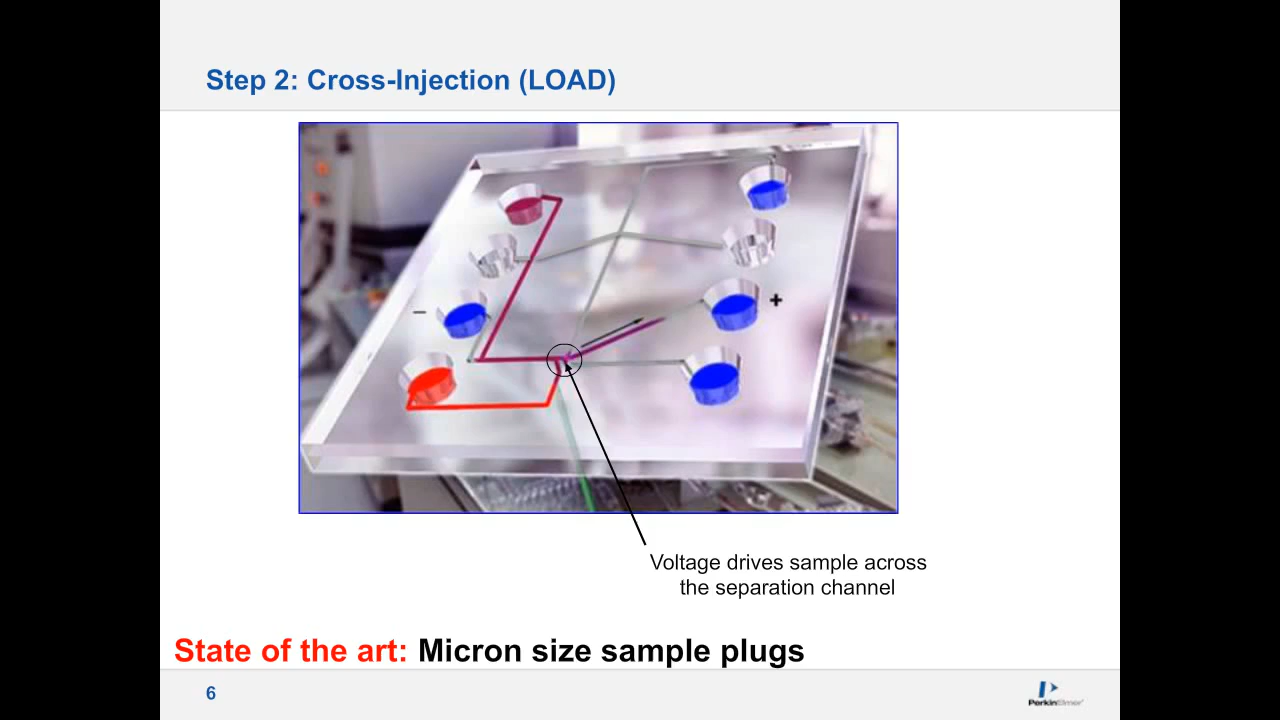 Step 2: Cross-Injection (LOAD)
−
+
Voltage drives sample across
the separation channel
State of the art: Micron size sample plugs
6
PerkinElmer